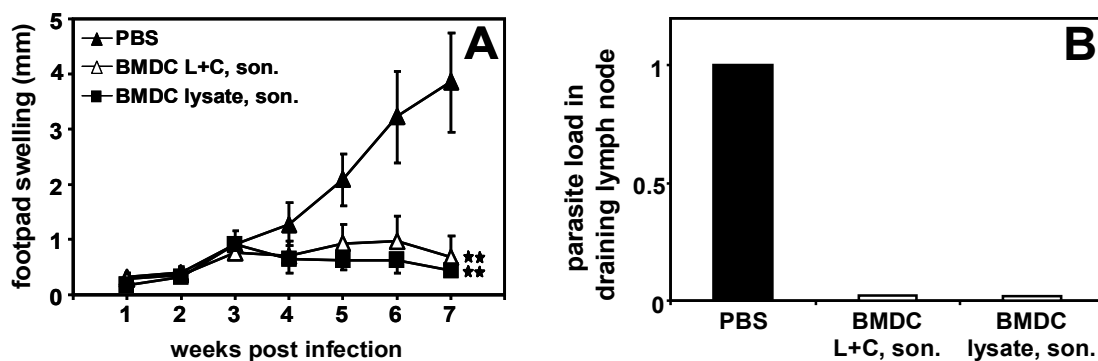 A
footpad swelling (mm)
5
4
3
2
1
0
PBS
BMDC L+C, son.
BMDC lysate, son.
**
**
1 2 3 4 5 6 7
weeks post infection
B
parasite load in
draining lymph node
1
0.5
0
PBS BMDC BMDC
L+C, son. lysate, son.